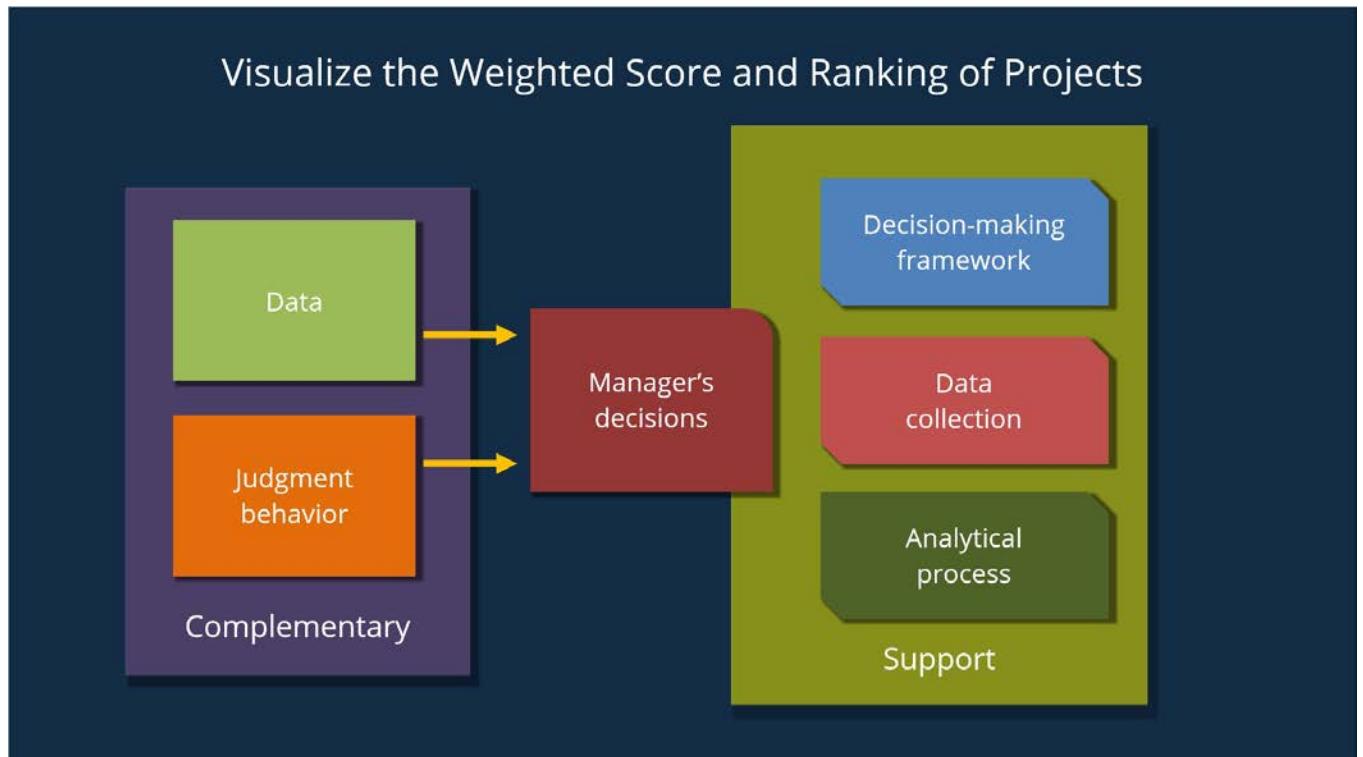 Visualize the Weighted Score and Ranking of Projects
Data
Judgment
behavior
Complementary
Manager’s
decisions
Decision-making
framework
Data
collection
Analytical
process
Support